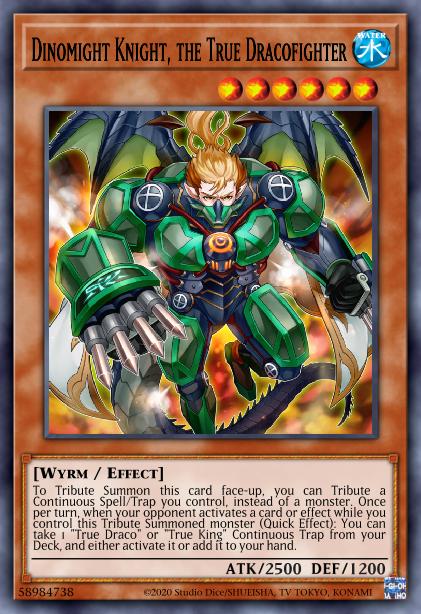 DINOMIGHT KNIGHT, THE TRUE DRACOFIGHTER
WATER
水
[WYRM / EFFECT]
To Tribute Summon this card face-up, you can Tribute a
Continuous Spell/Trap you control, instead of a monster. Once
per turn, when your opponent activates a card or effect while you
control this Tribute Summoned monster (Quick Effect): You can
take 1 "True Draco" or "True King" Continuous Trap from your
Deck, and either activate it or add it to your hand.
ATK/2500 DEF/1200
58984738
©2020 Studio Dice/SHUEISHA, TV TOKYO, KONAMI